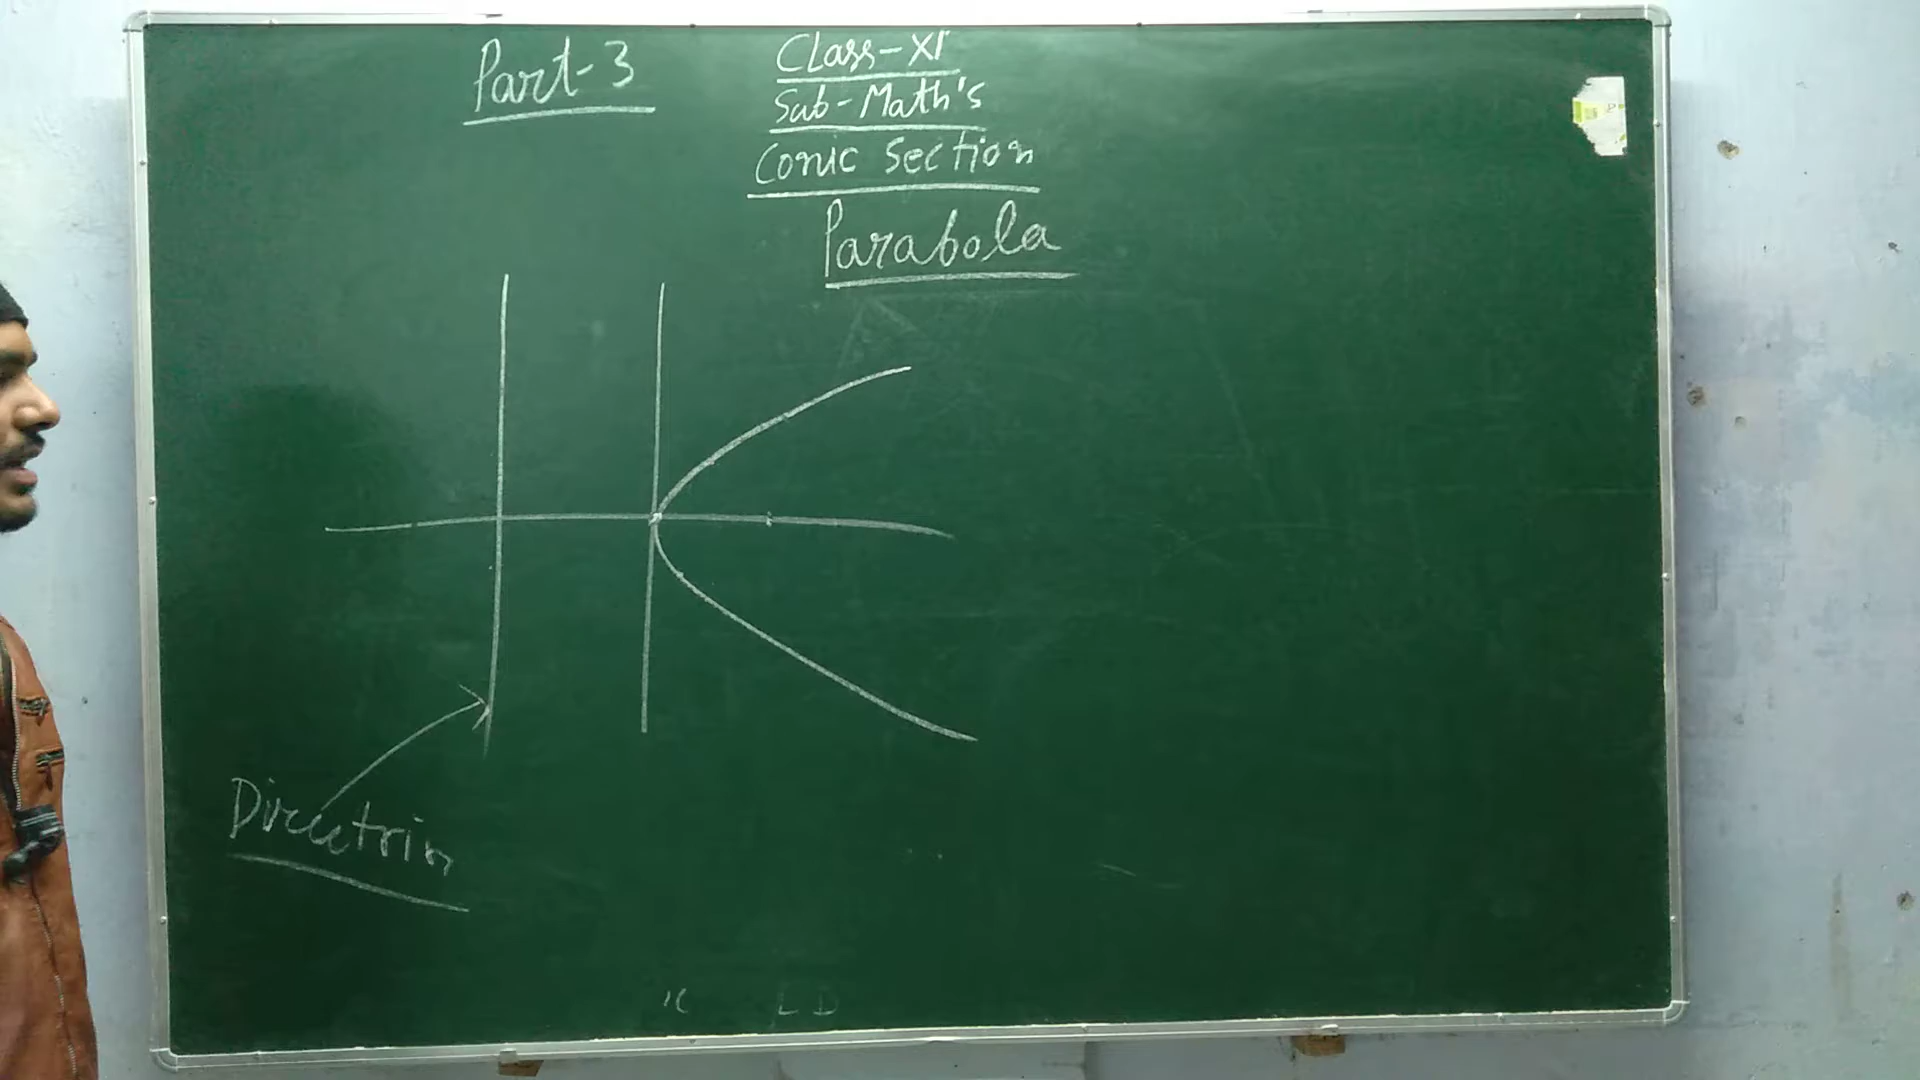 Part-3
Class-XI
Sub-Math's
Conic Section
Parabola
Directrix